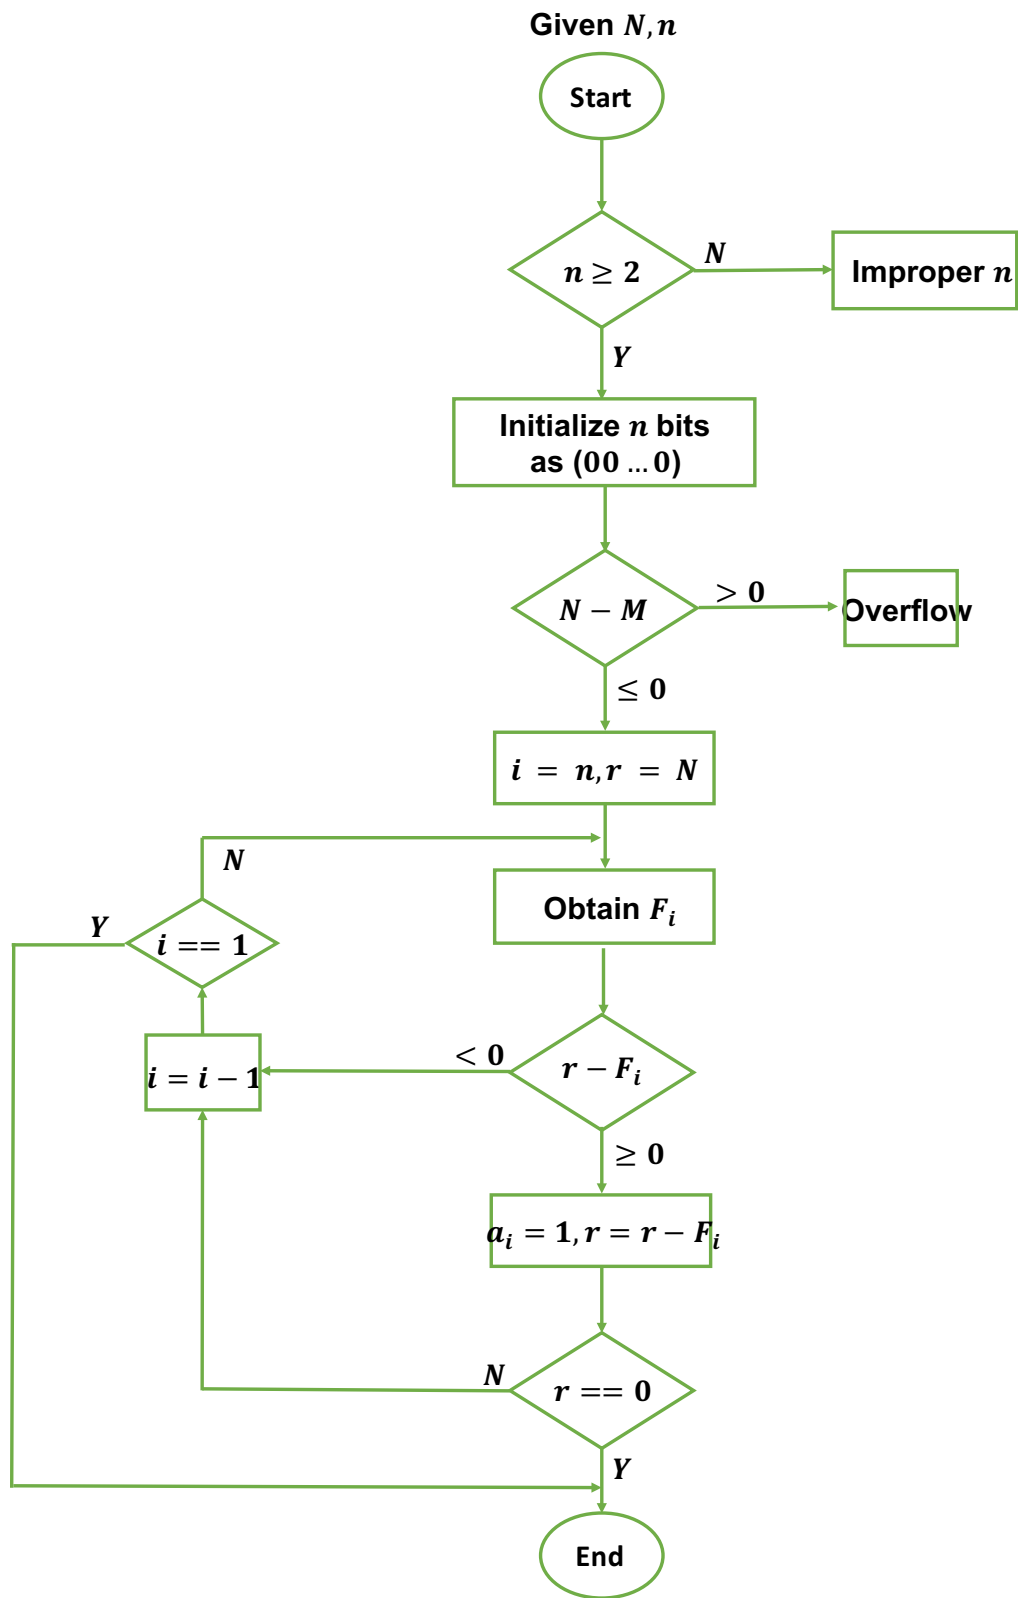 Given N, n
Start
n ≥ 2
N
Improper n
Y
Initialize n bits
as (00 ... 0)
N − M
> 0
Overflow
≤ 0
i = n, r = N
N
Obtain F_i
Y
i == 1
< 0
r − F_i
i = i − 1
≥ 0
a_i = 1, r = r − F_i
N
r == 0
Y
End